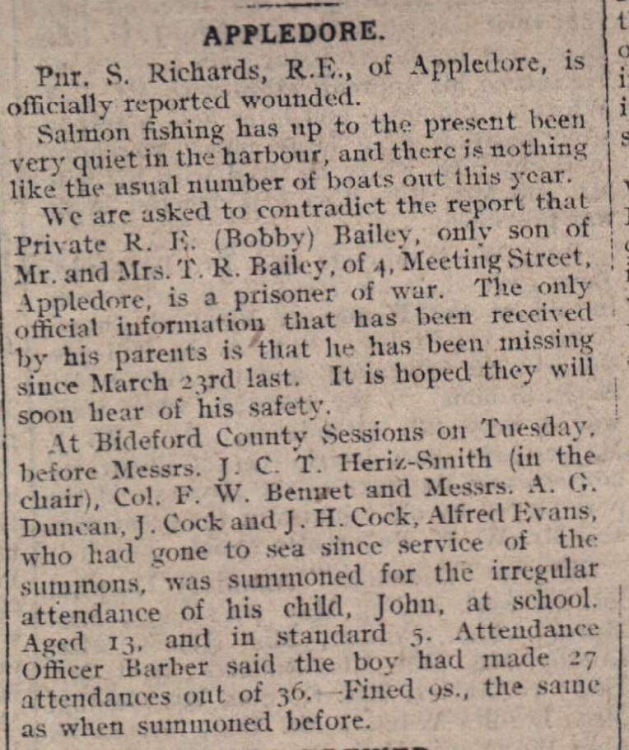 APPLEDORE.
Pnr. S. Richards, R.E., of Appledore, is
officially reported wounded.
Salmon fishing has up to the present been
very quiet in the harbour, and there is nothing
like the usual number of boats out this year.
We are asked to contradict the report that
Private R. E. (Bobby) Bailey, only son of
Mr. and Mrs. T. R. Bailey, of 4, Meeting Street,
Appledore, is a prisoner of war. The only
official information that has been received
by his parents is that he has been missing
since March 23rd last. It is hoped they will
soon hear of his safety.
At Bideford County Sessions on Tuesday,
before Messrs. J. C. T. Heriz-Smith (in the
chair), Col. F. W. Bennet and Messrs. A. G.
Duncan, J. Cock and J. H. Cock, Alfred Evans,
who had gone to sea since service of the
summons, was summoned for the irregular
attendance of his child, John, at school.
Aged 13, and in standard 5. Attendance
Officer Barber said the boy had made 27
attendances out of 36.—Fined 9s., the same
as when summoned before.